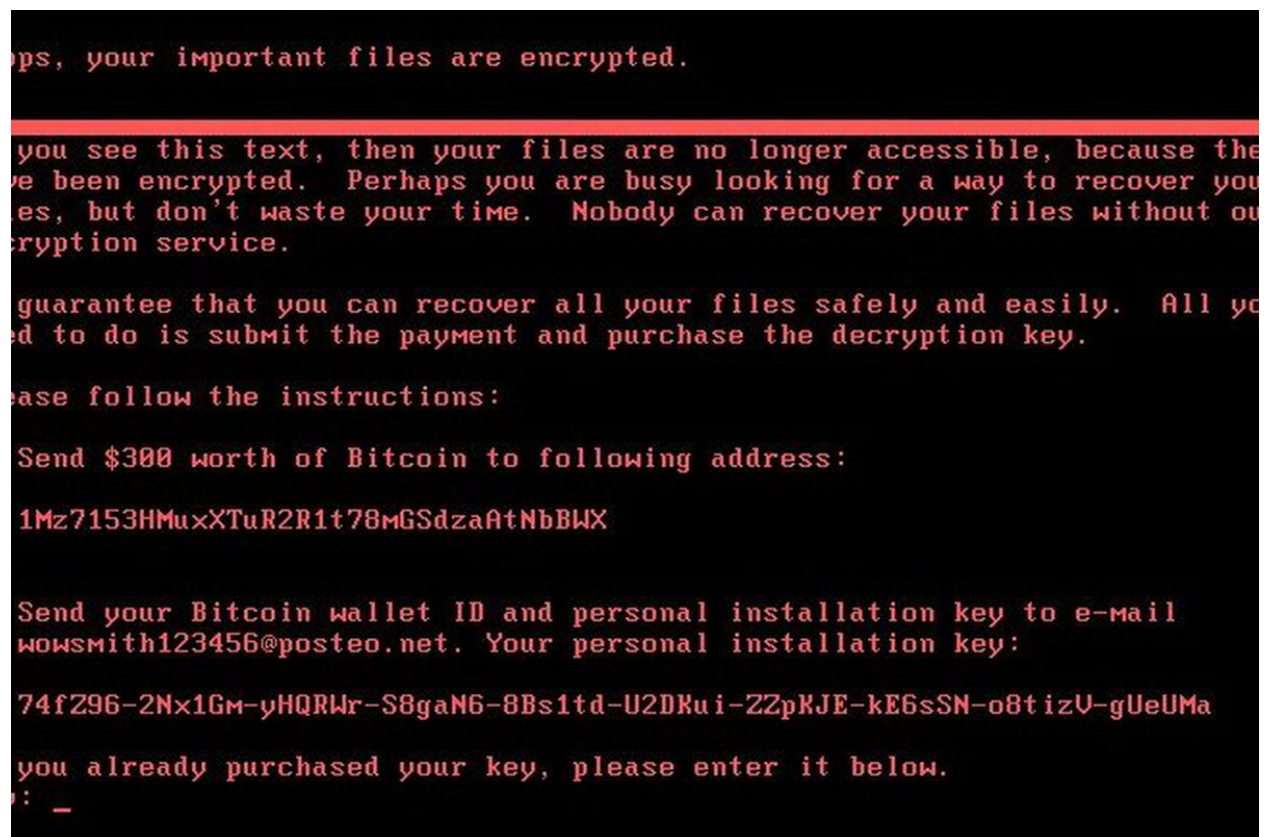 ps, your important files are encrypted.
you see this text, then your files are no longer accessible, because the
e been encrypted.  Perhaps you are busy looking for a way to recover you
es, but don't waste your time.  Nobody can recover your files without ou
cryption service.
guarantee that you can recover all your files safely and easily.  All yo
ed to do is submit the payment and purchase the decryption key.
ease follow the instructions:
Send $300 worth of Bitcoin to following address:
1Mz7153HMuxXTuR2R1t78mGSdzaAtNbBWX
Send your Bitcoin wallet ID and personal installation key to e-mail
wowsmith123456@posteo.net. Your personal installation key:
74fZ96-2Nx1Gm-yHQRWr-S8gaN6-8Bs1td-U2DKui-ZZpKJE-kE6sSN-o8tizV-gUeUMa
you already purchased your key, please enter it below.
: _